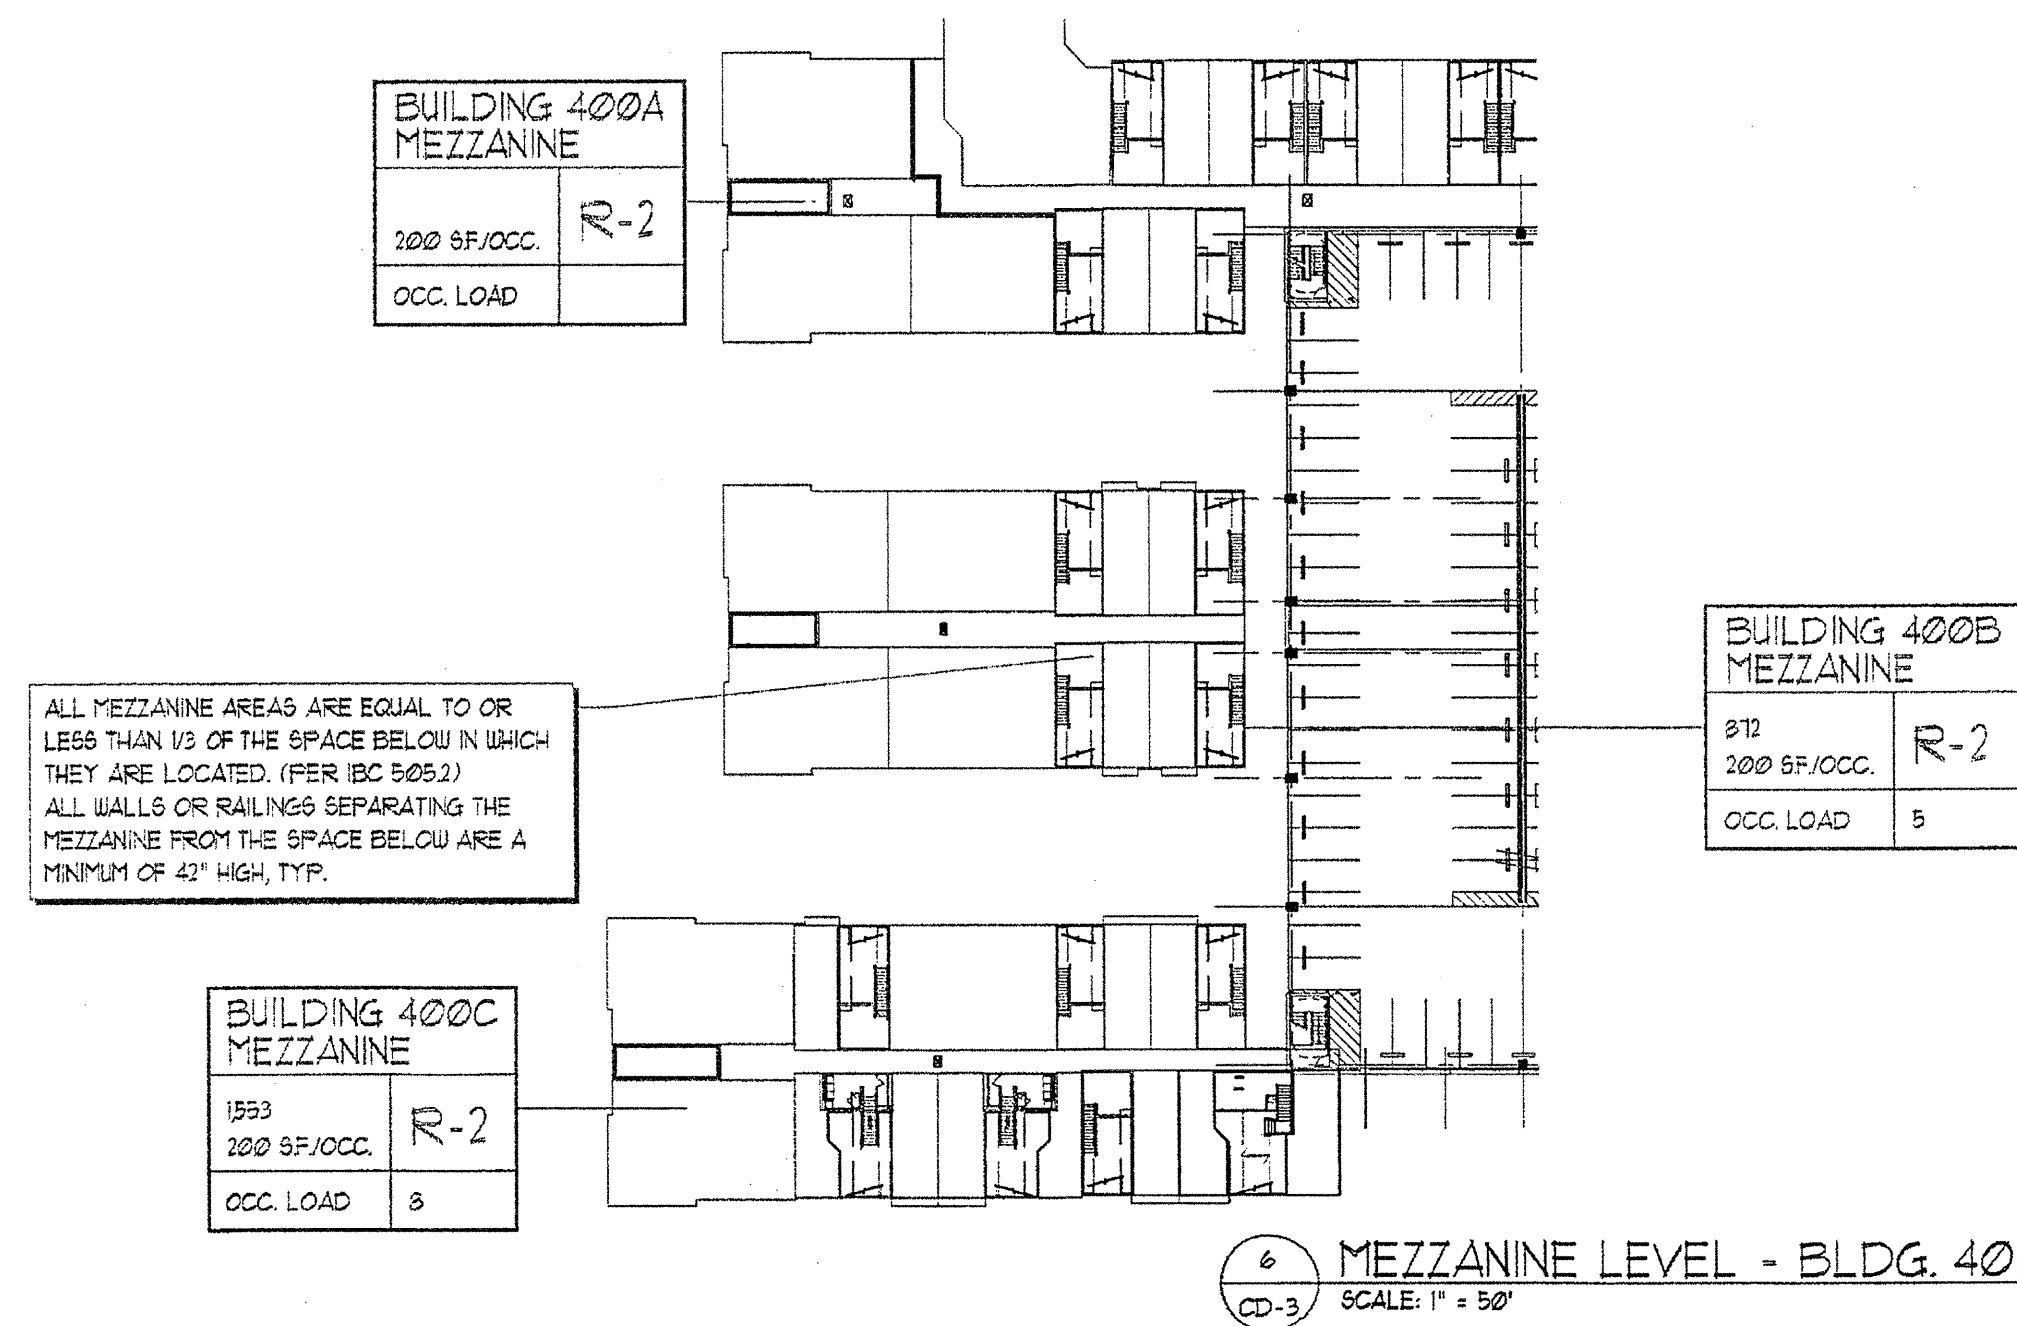 BUILDING 400A
MEZZANINE
200 S.F./OCC.
R-2
OCC. LOAD
ALL MEZZANINE AREAS ARE EQUAL TO OR
LESS THAN 1/3 OF THE SPACE BELOW IN WHICH
THEY ARE LOCATED. (PER IBC 505.2)
ALL WALLS OR RAILINGS SEPARATING THE
MEZZANINE FROM THE SPACE BELOW ARE A
MINIMUM OF 42" HIGH, TYP.
BUILDING 400B
MEZZANINE
872
200 S.F./OCC.
R-2
OCC. LOAD
5
BUILDING 400C
MEZZANINE
1,553
200 S.F./OCC.
R-2
OCC. LOAD
8
6
CD-3
MEZZANINE LEVEL - BLDG. 40
SCALE: 1" = 50'